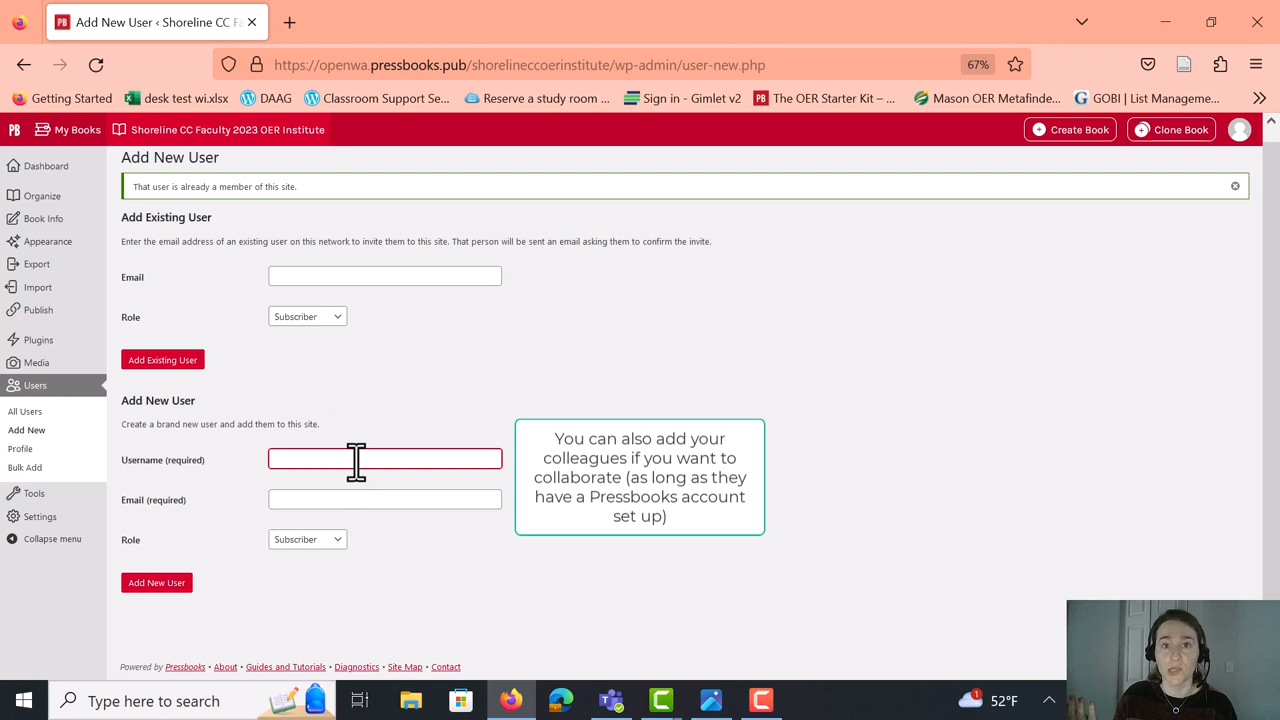 Add New User ‹ Shoreline CC Fa
https://openwa.pressbooks.pub/shorelineccoerinstitute/wp-admin/user-new.php
67%
Getting Started
desk test wi.xlsx
DAAG
Classroom Support Se...
Reserve a study room ...
Sign in - Gimlet v2
The OER Starter Kit – ...
Mason OER Metafinde...
GOBI | List Manageme...
PB
My Books
Shoreline CC Faculty 2023 OER Institute
Create Book
Clone Book
Dashboard
Organize
Book Info
Appearance
Export
Import
Publish
Plugins
Media
Users
All Users
Add New
Profile
Bulk Add
Tools
Settings
Collapse menu
Add New User
That user is already a member of this site.
Add Existing User
Enter the email address of an existing user on this network to invite them to this site. That person will be sent an email asking them to confirm the invite.
Email
Role
Subscriber
Add Existing User
Add New User
Create a brand new user and add them to this site.
Username (required)
Email (required)
Role
Subscriber
Add New User
You can also add your
colleagues if you want to
collaborate (as long as they
have a Pressbooks account
set up)
Powered by Pressbooks • About • Guides and Tutorials • Diagnostics • Site Map • Contact
Type here to search
1
52°F